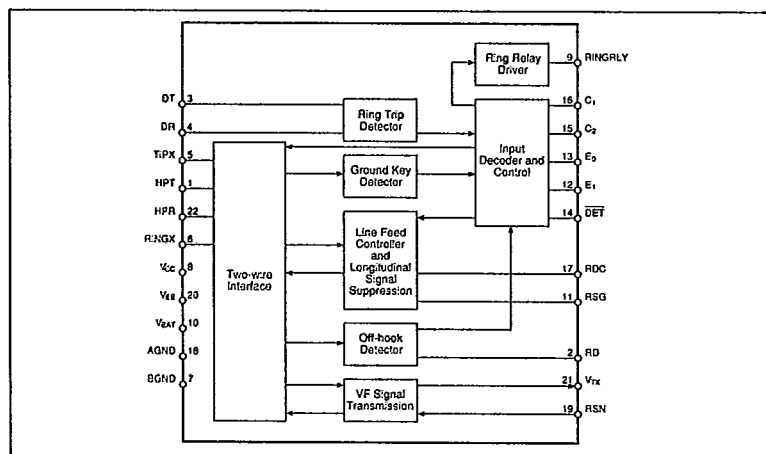 Ring Relay
Driver
9 RINGRLY
DT 3
DR 4
Ring Trip
Detector
16 C1
15 C2
TIPX 5
Input
Decoder and
Control
13 E0
HPT 1
Ground Key
Detector
12 E1
HPR 22
14 DET
RINGX 6
Two-wire
Interface
Line Feed
Controller
and
Longitudinal
Signal
Suppression
VCC 8
17 RDC
VEE 20
11 RSG
VBAT 10
Off-hook
Detector
AGND 18
2 RD
BGND 7
VF Signal
Transmission
21 VTX
19 RSN